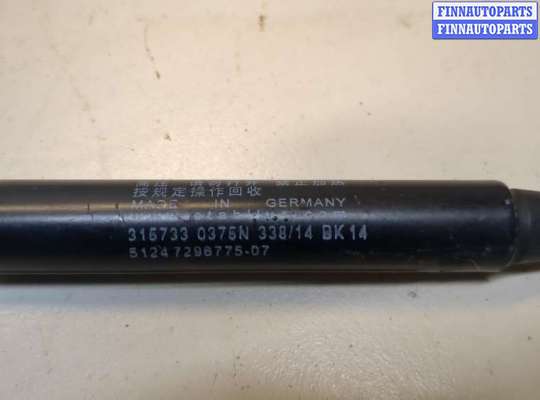 FINNAUTOPARTS
FINNAUTOPARTS
按规定操作回收
MADE IN GERMANY
315733 0375N 338/14 BK14
51247296775-07